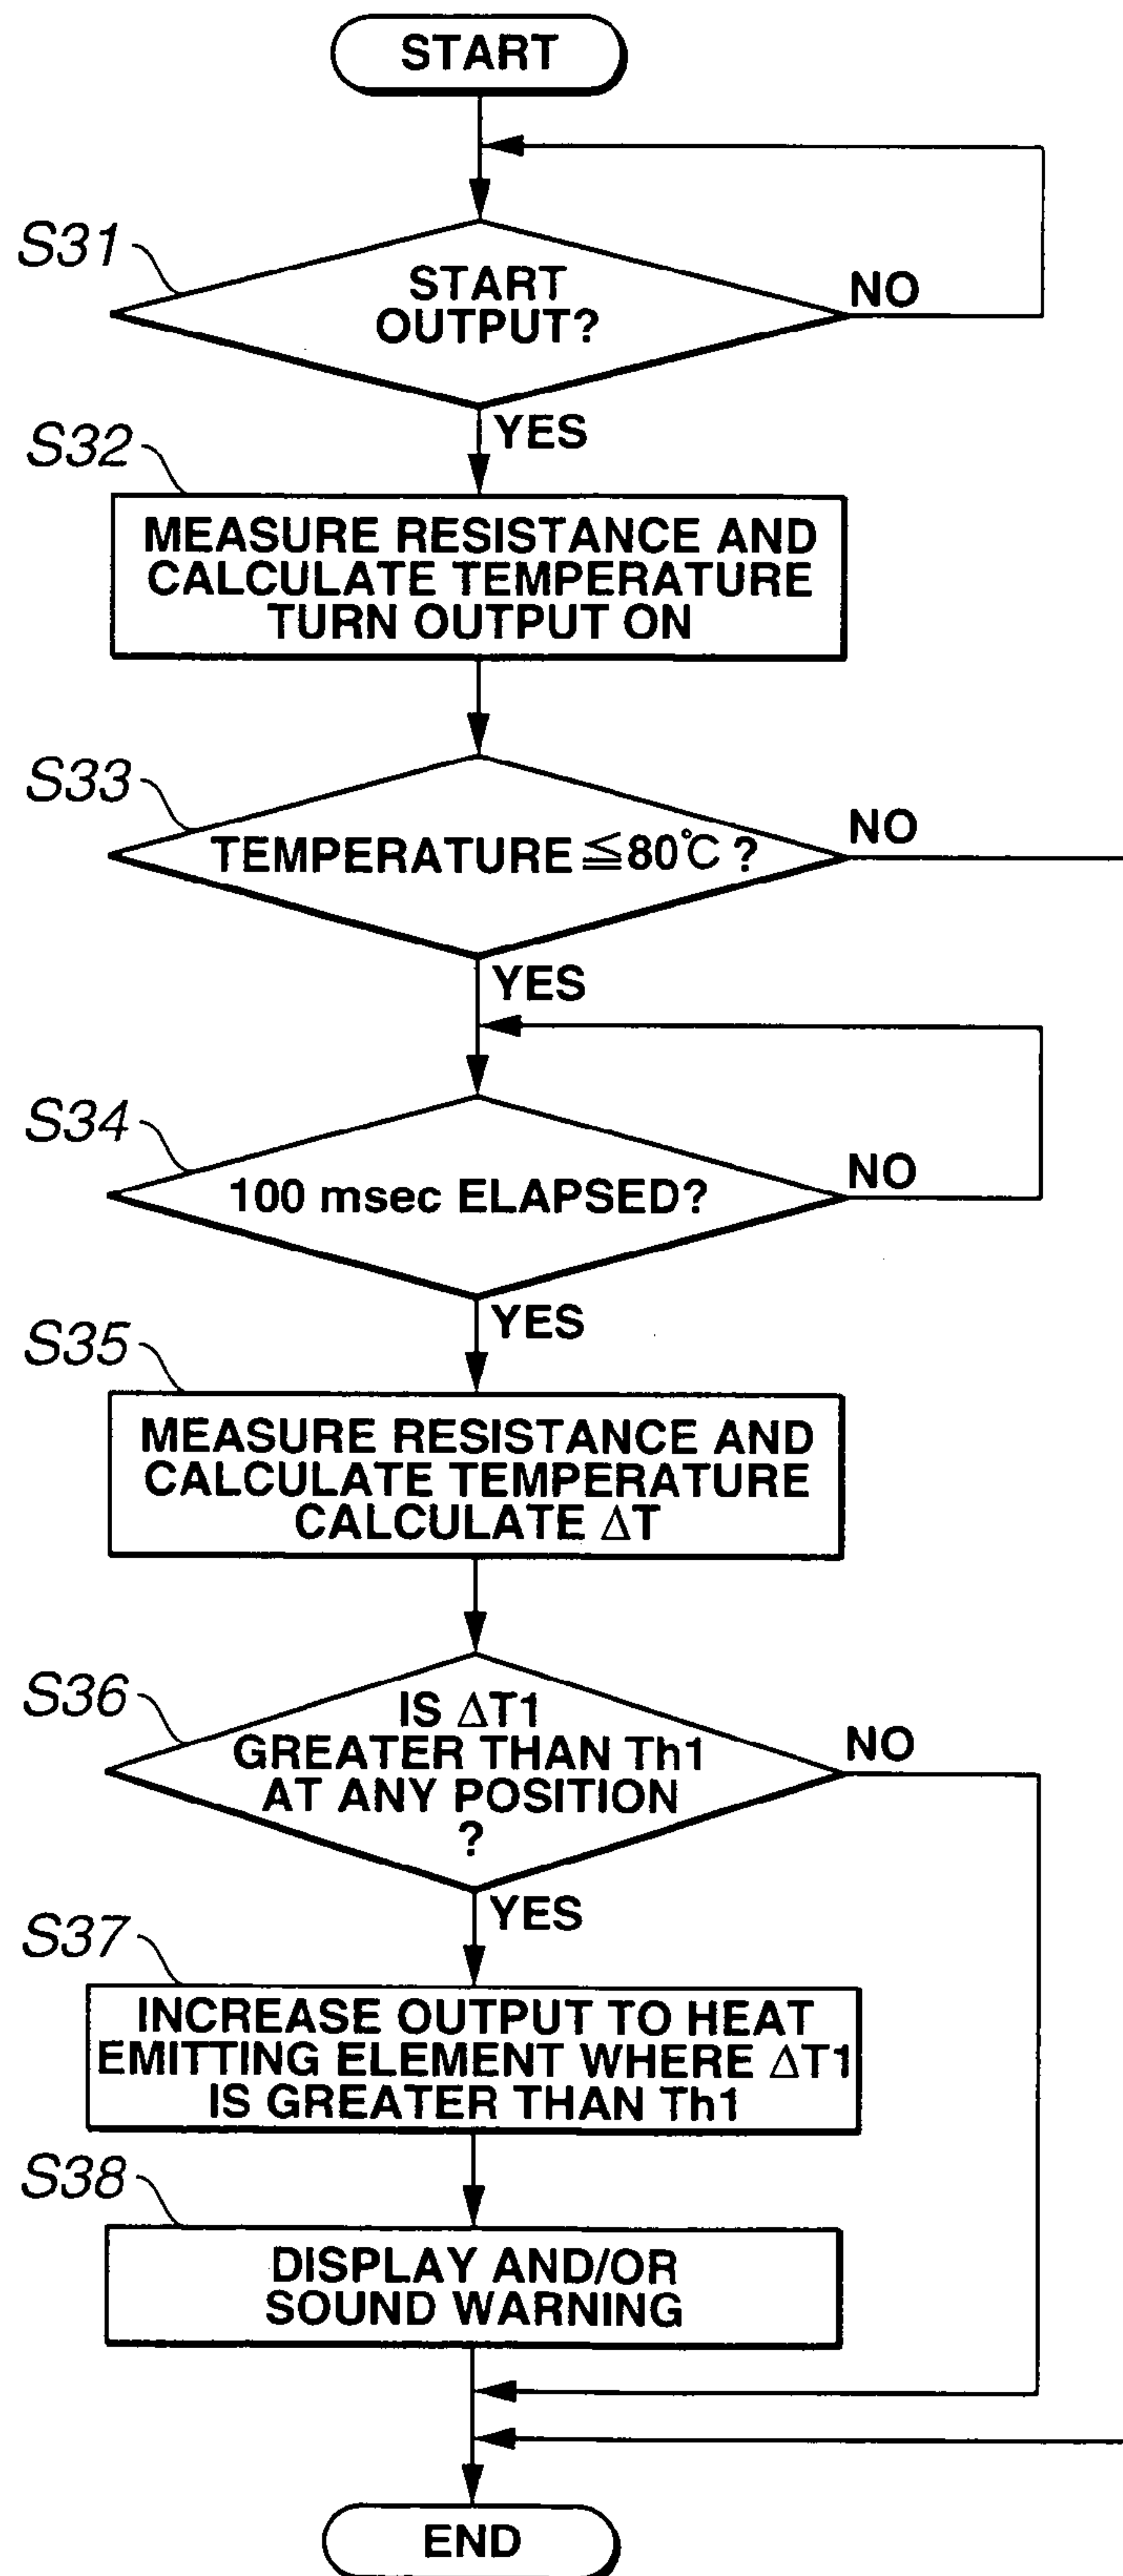 START
S31
START
OUTPUT?
NO
YES
S32
MEASURE RESISTANCE AND
CALCULATE TEMPERATURE
TURN OUTPUT ON
S33
TEMPERATURE ≦80℃ ?
NO
YES
S34
100 msec ELAPSED?
NO
YES
S35
MEASURE RESISTANCE AND
CALCULATE TEMPERATURE
CALCULATE ΔT
S36
IS ΔT1
GREATER THAN Th1
AT ANY POSITION
?
NO
YES
S37
INCREASE OUTPUT TO HEAT
EMITTING ELEMENT WHERE ΔT1
IS GREATER THAN Th1
S38
DISPLAY AND/OR
SOUND WARNING
END